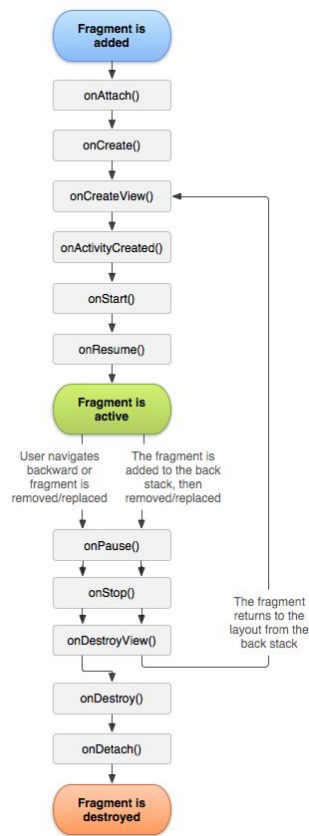 Fragment is
added
onAttach()
onCreate()
onCreateView()
onActivityCreated()
onStart()
onResume()
Fragment is
active
User navigates
backward or
fragment is
removed/replaced
The fragment is
added to the back
stack, then
removed/replaced
onPause()
onStop()
onDestroyView()
The fragment
returns to the
layout from the
back stack
onDestroy()
onDetach()
Fragment is
destroyed